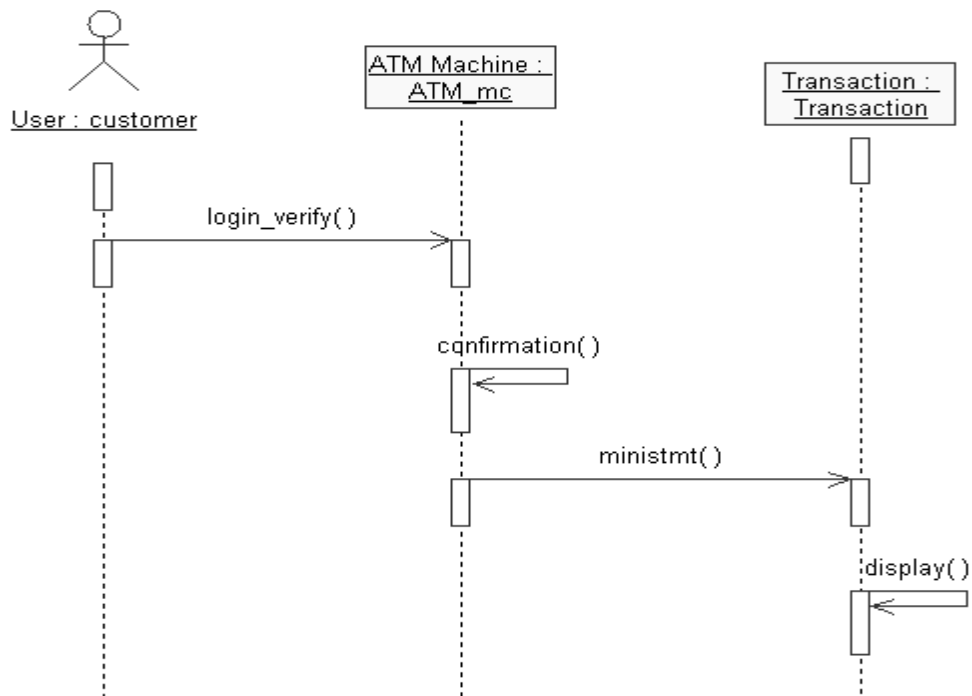 User : customer
ATM Machine :
ATM_mc
Transaction :
Transaction
login_verify( )
confirmation( )
ministmt( )
display( )